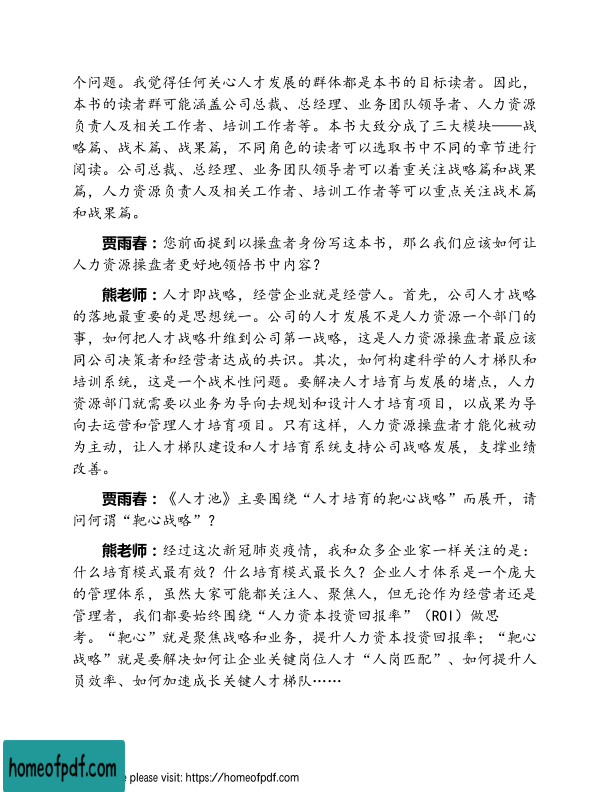 个问题。我觉得任何关心人才发展的群体都是本书的目标读者。因此，
本书的读者群可能涵盖公司总裁、总经理、业务团队领导者、人力资源
负责人及相关工作者、培训工作者等。本书大致分成了三大模块——战
略篇、战术篇、战果篇，不同角色的读者可以选取书中不同的章节进行
阅读。公司总裁、总经理、业务团队领导者可以着重关注战略篇和战果
篇，人力资源负责人及相关工作者、培训工作者等可以重点关注战术篇
和战果篇。
贾雨春：您前面提到以操盘者身份写这本书，那么我们应该如何让
人力资源操盘者更好地领悟书中内容？
熊老师：人才即战略，经营企业就是经营人。首先，公司人才战略
的落地最重要的是思想统一。公司的人才发展不是人力资源一个部门的
事，如何把人才战略升维到公司第一战略，这是人力资源操盘者最应该
同公司决策者和经营者达成的共识。其次，如何构建科学的人才梯队和
培训系统，这是一个战术性问题。要解决人才培育与发展的堵点，人力
资源部门就需要以业务为导向去规划和设计人才培育项目，以成果为导
向去运营和管理人才培育项目。只有这样，人力资源操盘者才能化被动
为主动，让人才梯队建设和人才培育系统支持公司战略发展，支撑业绩
改善。
贾雨春：《人才池》主要围绕“人才培育的靶心战略”而展开，请
问何谓“靶心战略”？
熊老师：经过这次新冠肺炎疫情，我和众多企业家一样关注的是：
什么培育模式最有效？什么培育模式最长久？企业人才体系是一个庞大
的管理体系，虽然大家可能都关注人、聚焦人，但无论作为经营者还是
管理者，我们都要始终围绕“人力资本投资回报率”（ROI）做思
考。“靶心”就是聚焦战略和业务，提升人力资本投资回报率；“靶心
战略”就是要解决如何让企业关键岗位人才“人岗匹配”、如何提升人
员效率、如何加速成长关键人才梯队……
homeofpdf.com
e please visit: https://homeofpdf.com